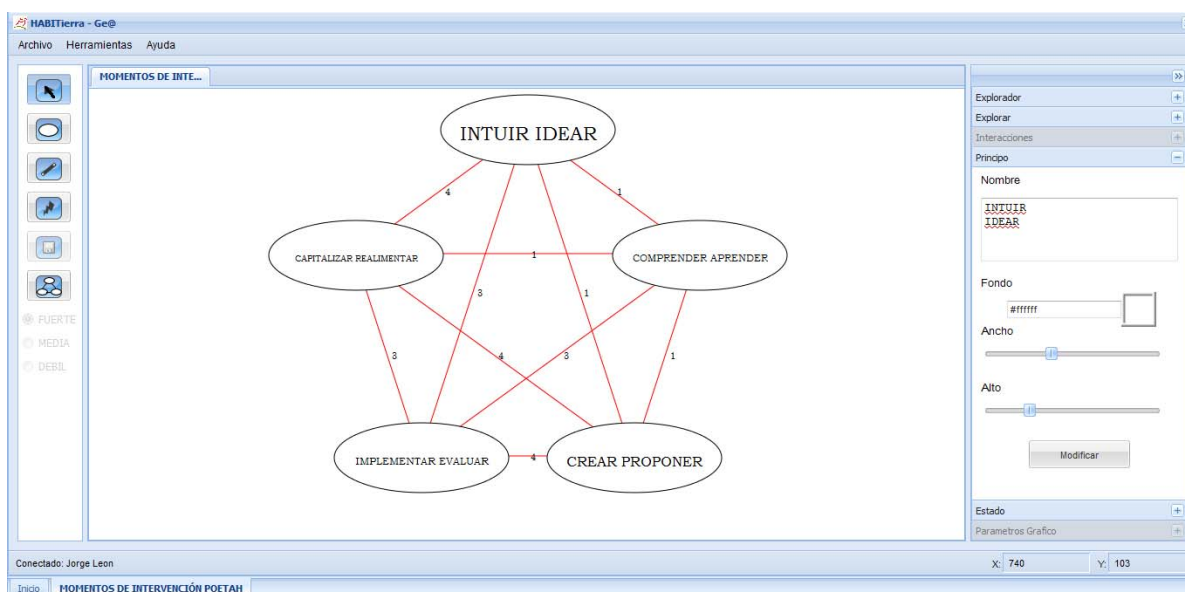 HABITierra - Ge@
Archivo Herramientas Ayuda
MOMENTOS DE INTE...
INTUIR IDEAR
4
1
CAPITALIZAR REALIMENTAR
1
COMPRENDER APRENDER
3
1
3
4
3
1
IMPLEMENTAR EVALUAR
4
CREAR PROPONER
FUERTE
MEDIA
DEBIL
Explorador
Explorar
Interacciones
Principo
Nombre
INTUIR
IDEAR
Fondo
#ffffff
Ancho
Alto
Modificar
Estado
Parametros Grafico
Conectado: Jorge Leon
X: 740 Y: 103
Inicio MOMENTOS DE INTERVENCIÓN POETAH